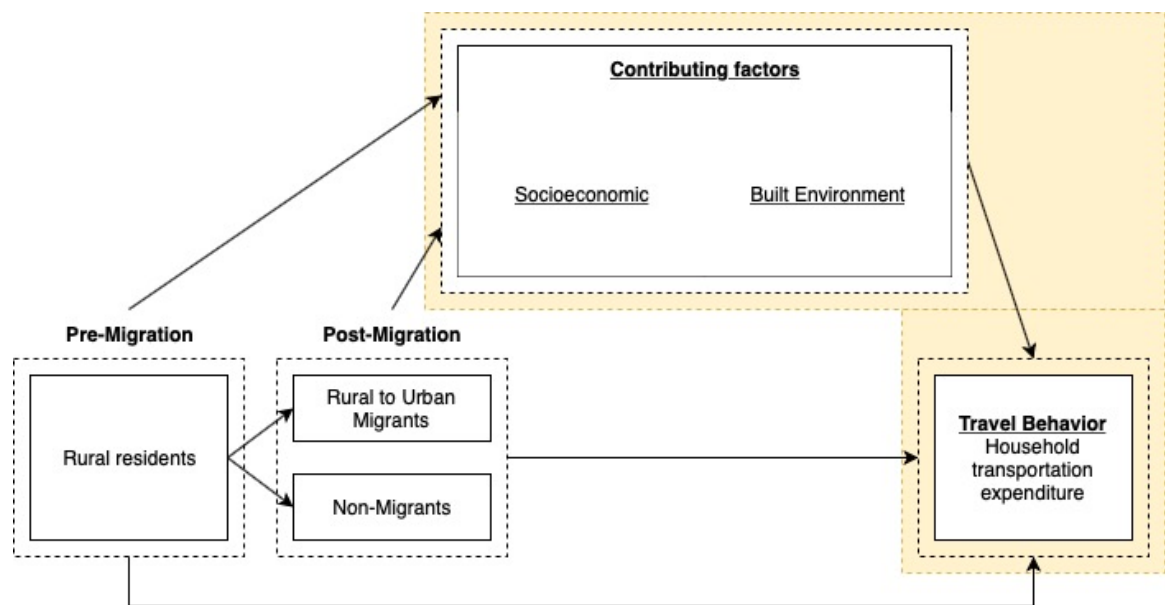 Contributing factors
Socioeconomic
Built Environment
Pre-Migration
Post-Migration
Rural residents
Rural to Urban
Migrants
Non-Migrants
Travel Behavior
Household
transportation
expenditure